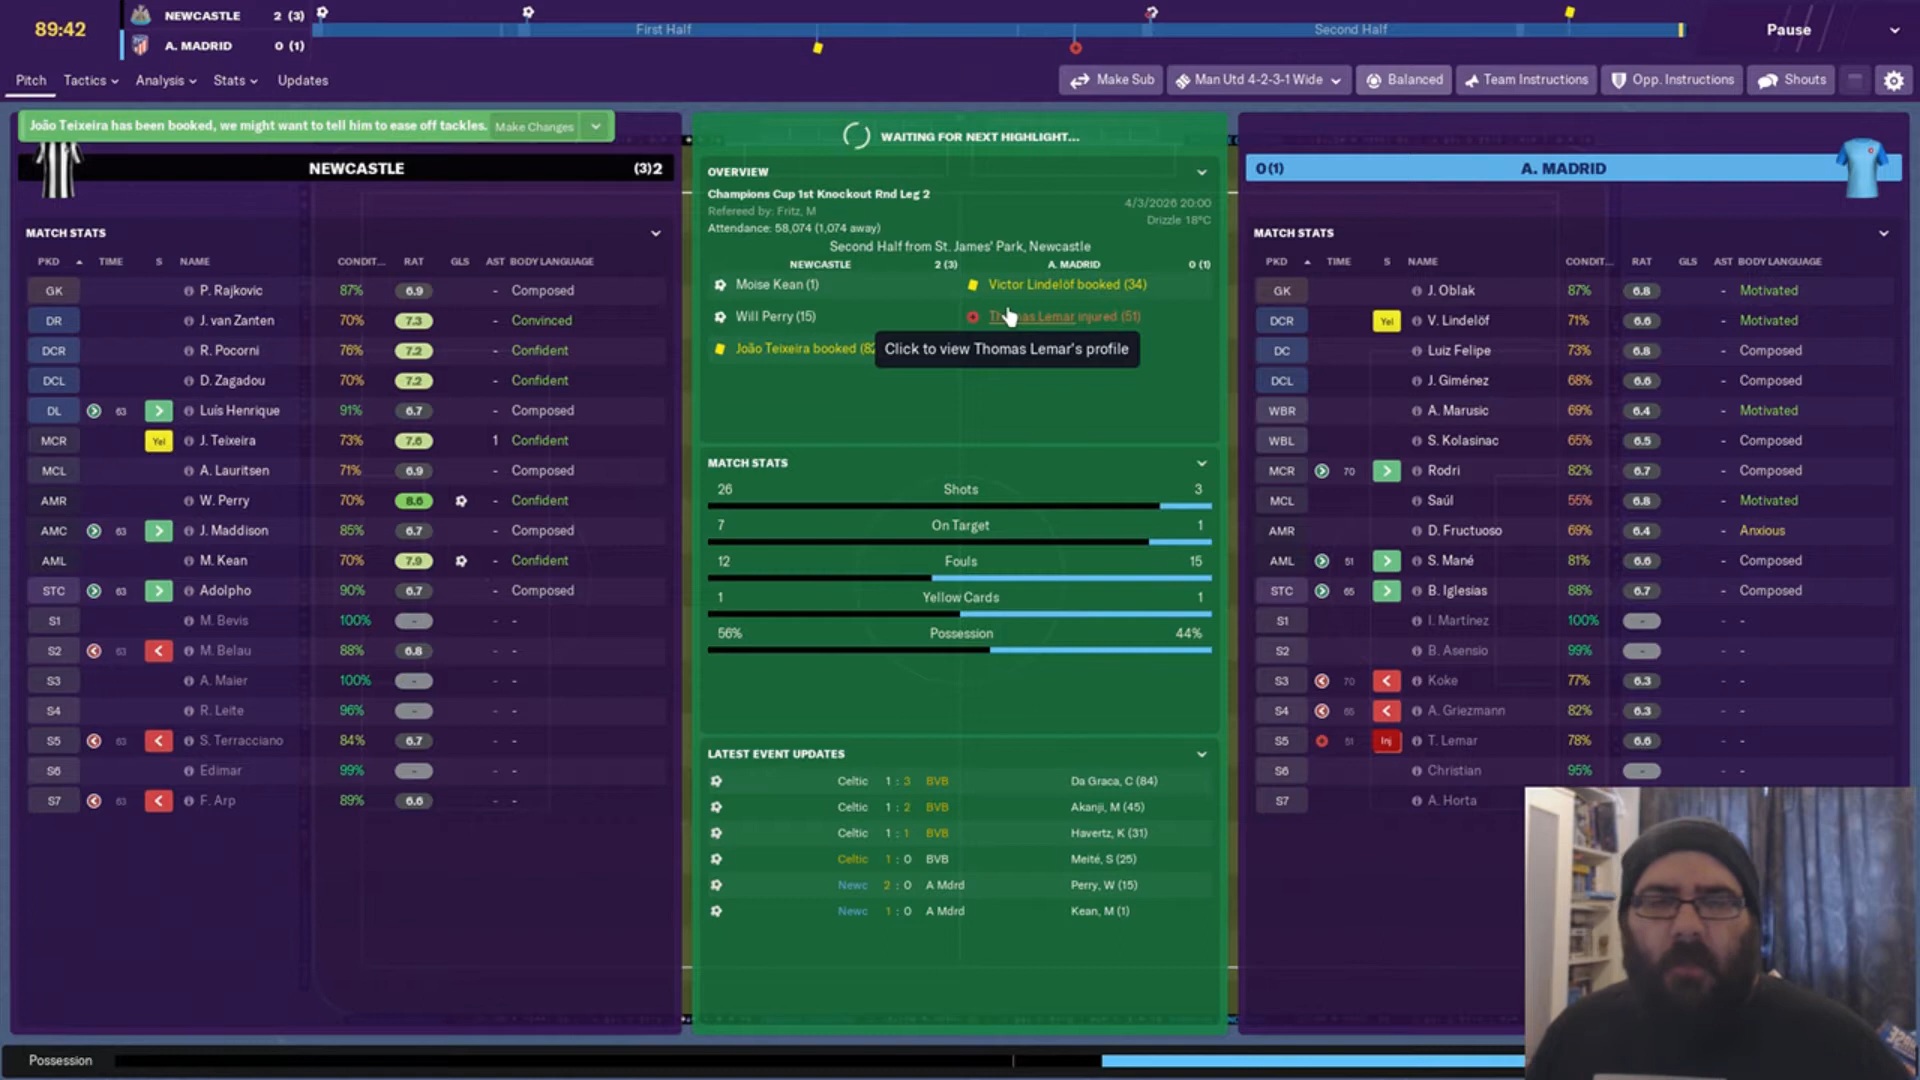 89:42
NEWCASTLE 2 (3)
A. MADRID 0 (1)
First Half
Second Half
Pause
Pitch Tactics Analysis Stats Updates
Make Sub Man Utd 4-2-3-1 Wide Balanced Team Instructions Opp. Instructions Shouts
João Teixeira has been booked, we might want to tell him to ease off tackles. Make Changes
NEWCASTLE (3)2
MATCH STATS
PKD TIME S NAME CONDIT... RAT GLS AST BODY LANGUAGE
GK P. Rajkovic 87% 6.9 - Composed
DR J. van Zanten 70% 7.3 - Convinced
DCR R. Pocorni 76% 7.2 - Confident
DCL D. Zagadou 70% 7.2 - Confident
DL 63 Luís Henrique 91% 6.7 - Composed
MCR Yel J. Teixeira 73% 7.6 1 Confident
MCL A. Lauritsen 71% 6.9 - Composed
AMR W. Perry 70% 8.6 - Confident
AMC 63 J. Maddison 85% 6.7 - Composed
AML M. Kean 70% 7.9 - Confident
STC 63 Adolpho 90% 6.7 - Composed
S1 M. Bevis 100% - - -
S2 63 M. Belau 88% 6.8 - -
S3 A. Maier 100% - - -
S4 R. Leite 96% - - -
S5 63 S. Terracciano 84% 6.7 - -
S6 Edimar 99% - - -
S7 63 F. Arp 89% 6.6 - -
WAITING FOR NEXT HIGHLIGHT...
OVERVIEW
Champions Cup 1st Knockout Rnd Leg 2
Refereed by: Fritz, M
Attendance: 58,074 (1,074 away)
4/3/2026 20:00
Drizzle 18°C
Second Half from St. James' Park, Newcastle
NEWCASTLE 2 (3) A. MADRID 0 (1)
Moise Kean (1) Victor Lindelöf booked (34)
Will Perry (15) Thomas Lemar injured (51)
João Teixeira booked (82
Click to view Thomas Lemar's profile
MATCH STATS
26 Shots 3
7 On Target 1
12 Fouls 15
1 Yellow Cards 1
56% Possession 44%
LATEST EVENT UPDATES
Celtic 1 : 3 BVB Da Graca, C (84)
Celtic 1 : 2 BVB Akanji, M (45)
Celtic 1 : 1 BVB Havertz, K (31)
Celtic 1 : 0 BVB Meité, S (25)
Newc 2 : 0 A Mdrd Perry, W (15)
Newc 1 : 0 A Mdrd Kean, M (1)
0(1) A. MADRID
MATCH STATS
PKD TIME S NAME CONDIT... RAT GLS AST BODY LANGUAGE
GK J. Oblak 87% 6.8 - Motivated
DCR Yel V. Lindelöf 71% 6.6 - Motivated
DC Luiz Felipe 73% 6.8 - Composed
DCL J. Giménez 68% 6.6 - Composed
WBR A. Marusic 69% 6.4 - Motivated
WBL S. Kolasinac 65% 6.5 - Composed
MCR 70 Rodri 82% 6.7 - Composed
MCL Saúl 55% 6.8 - Motivated
AMR D. Fructuoso 69% 6.4 - Anxious
AML 51 S. Mané 81% 6.6 - Composed
STC 65 B. Iglesias 88% 6.7 - Composed
S1 I. Martínez 100% - - -
S2 B. Asensio 99% - - -
S3 70 Koke 77% 6.3 - -
S4 65 A. Griezmann 82% 6.3 - -
S5 51 Inj T. Lemar 78% 6.6 - -
S6 Christian 95% - - -
S7 A. Horta
Possession